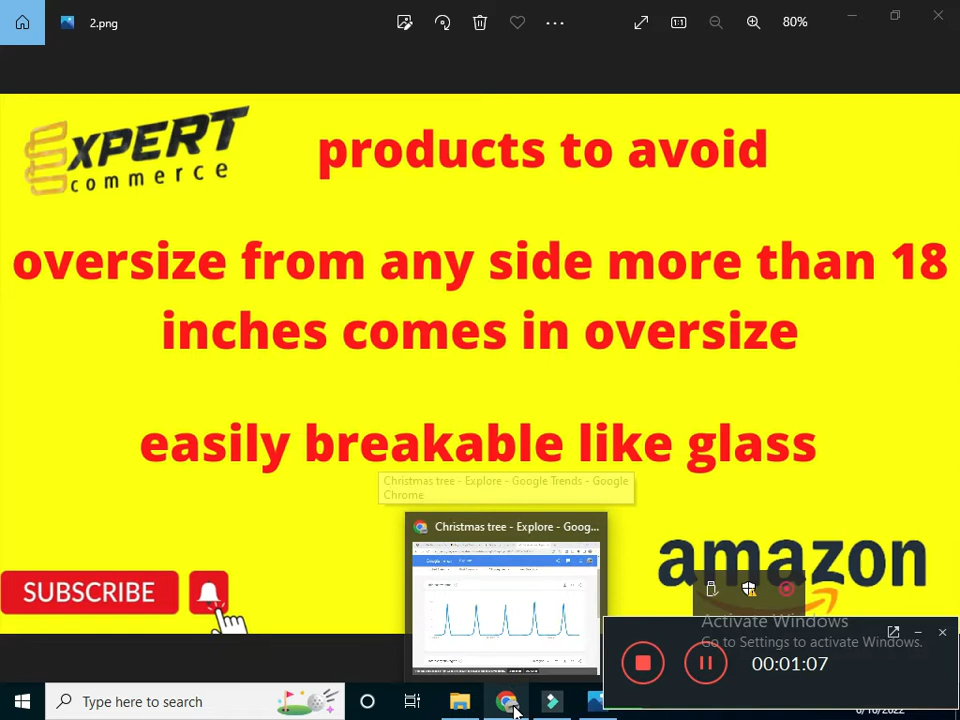 2.png
80%
EXPERT
commerce
products to avoid
oversize from any side more than 18
inches comes in oversize
easily breakable like glass
Christmas tree - Explore - Google Trends - Google
Chrome
Christmas tree - Explore - Goog...
amazon
SUBSCRIBE
Activate Windows
Go to Settings to activate Windows.
00:01:07
Type here to search